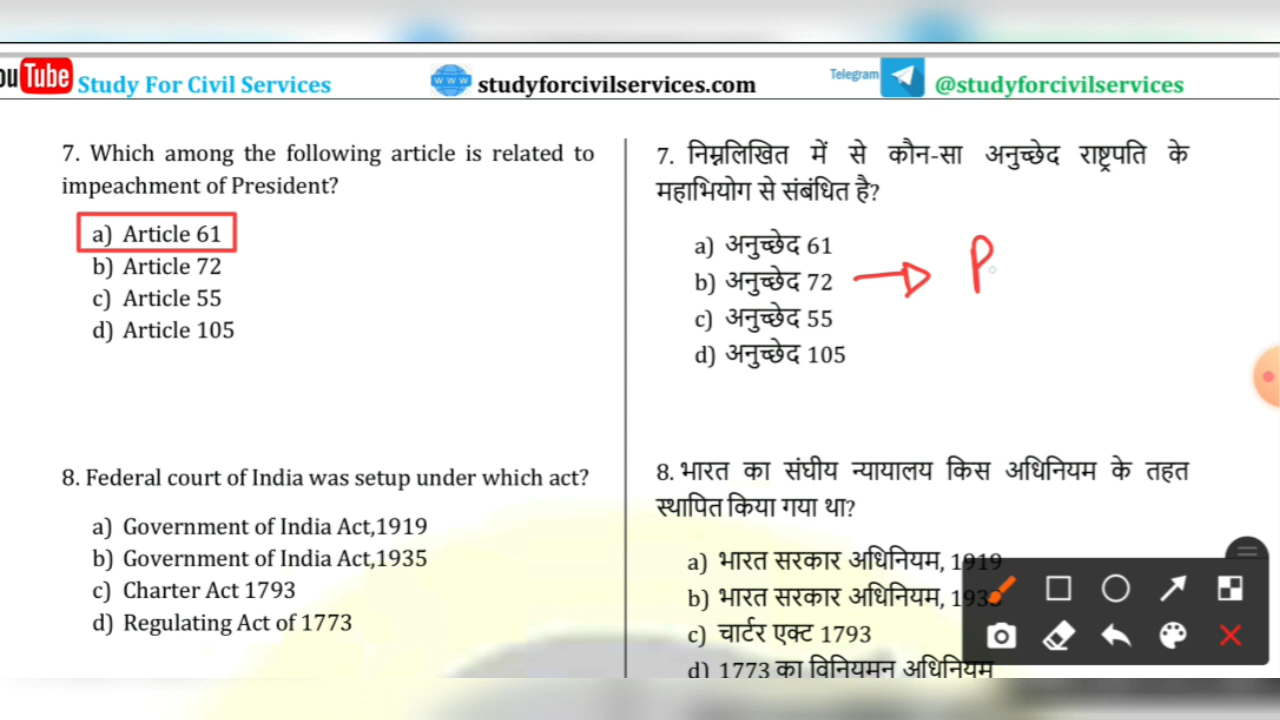 ouTube Study For Civil Services
www studyforcivilservices.com
Telegram @studyforcivilservices
7. Which among the following article is related to
impeachment of President?
a) Article 61
b) Article 72
c) Article 55
d) Article 105
8. Federal court of India was setup under which act?
a) Government of India Act,1919
b) Government of India Act,1935
c) Charter Act 1793
d) Regulating Act of 1773
7. निम्नलिखित में से कौन-सा अनुच्छेद राष्ट्रपति के
महाभियोग से संबंधित है?
a) अनुच्छेद 61
b) अनुच्छेद 72 P
c) अनुच्छेद 55
d) अनुच्छेद 105
8. भारत का संघीय न्यायालय किस अधिनियम के तहत
स्थापित किया गया था?
a) भारत सरकार अधिनियम, 1919
b) भारत सरकार अधिनियम, 193
c) चार्टर एक्ट 1793
d) 1773 का विनियमन अधिनियम